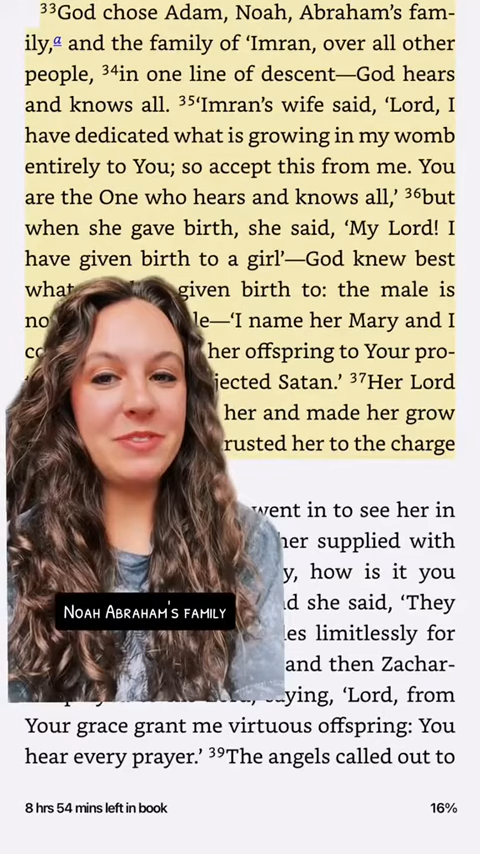 ³³God chose Adam, Noah, Abraham’s fam-
ily,ᵃ and the family of ‘Imran, over all other
people, ³⁴in one line of descent—God hears
and knows all. ³⁵‘Imran’s wife said, ‘Lord, I
have dedicated what is growing in my womb
entirely to You; so accept this from me. You
are the One who hears and knows all,’ ³⁶but
when she gave birth, she said, ‘My Lord! I
have given birth to a girl’—God knew best
what given birth to: the male is
le—‘I name her Mary and I
her offspring to Your pro-
jected Satan.’ ³⁷Her Lord
her and made her grow
rusted her to the charge
went in to see her in
her supplied with
y, how is it you
d she said, ‘They
es limitlessly for
and then Zachar-
saying, ‘Lord, from
Your grace grant me virtuous offspring: You
hear every prayer.’ ³⁹The angels called out to
NOAH ABRAHAM'S FAMILY
8 hrs 54 mins left in book 16%